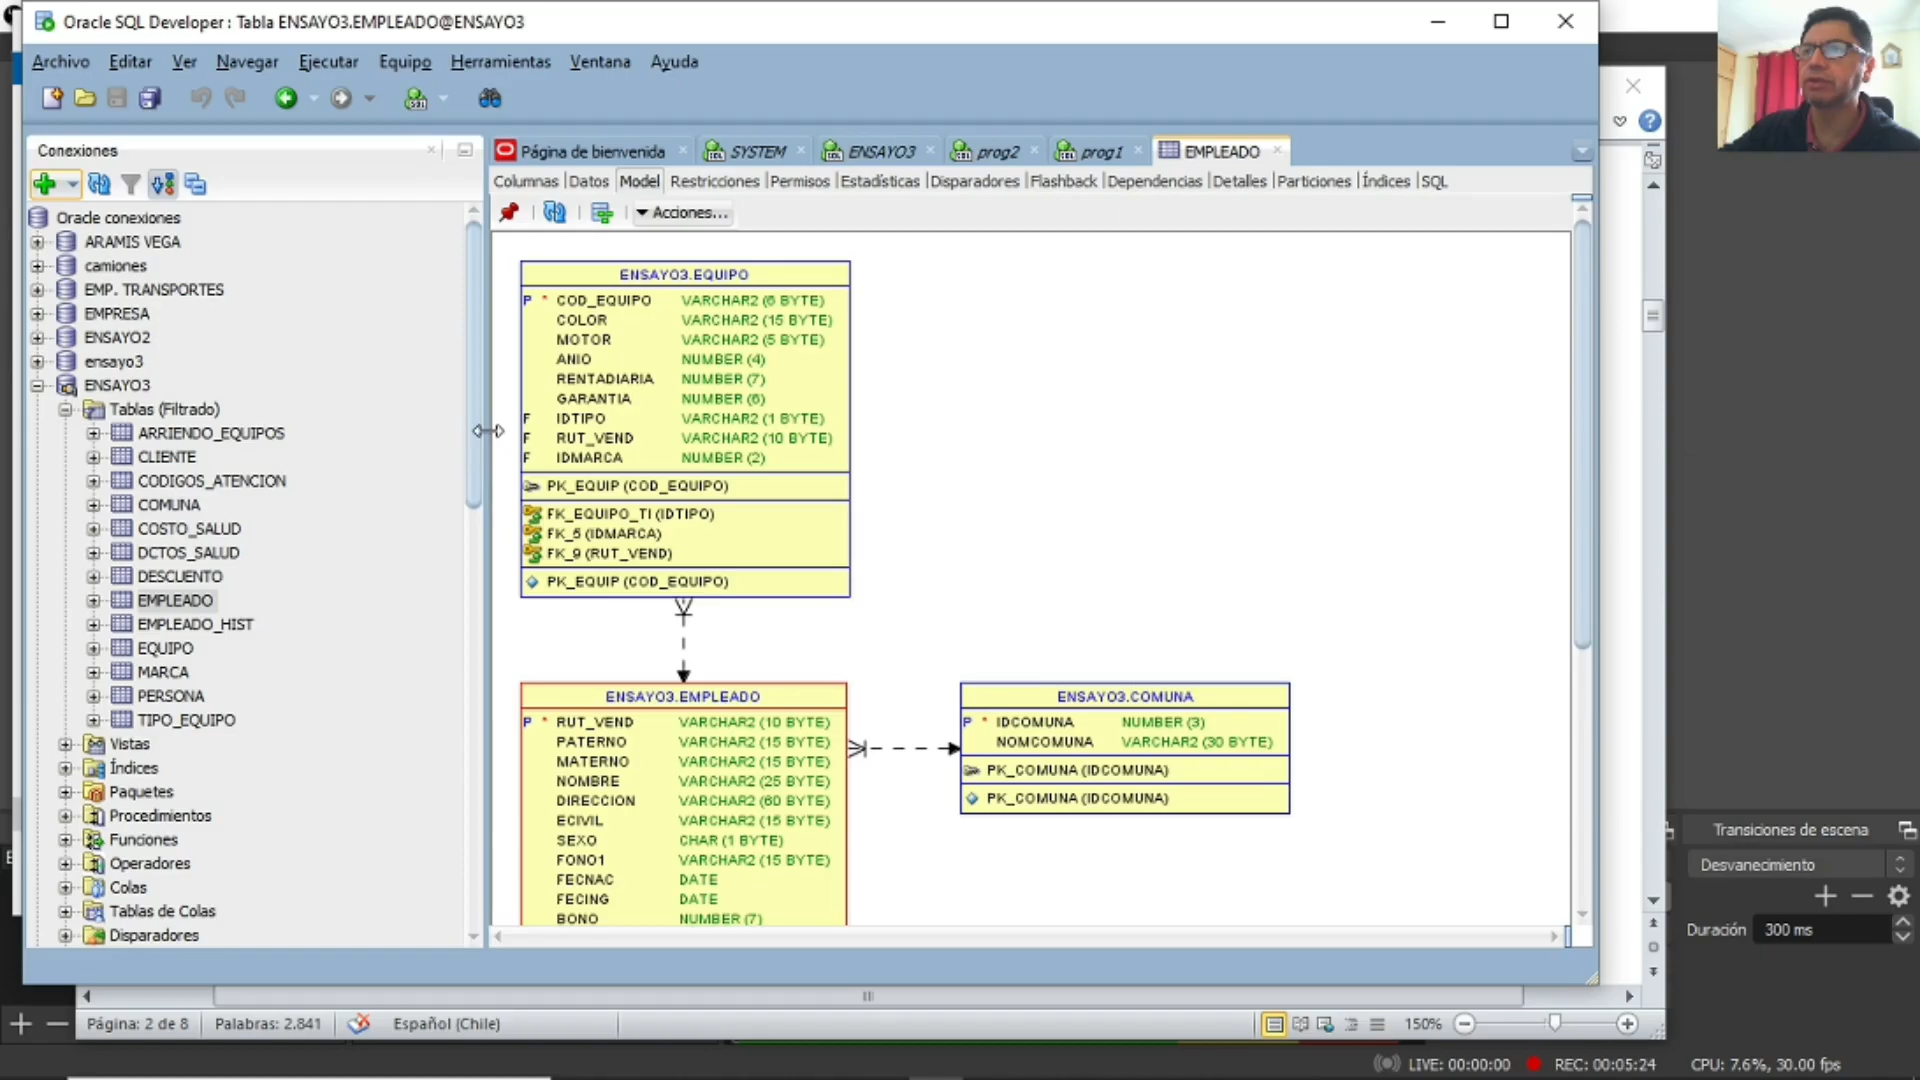 Oracle SQL Developer : Tabla ENSAYO3.EMPLEADO@ENSAYO3
Archivo Editar Ver Navegar Ejecutar Equipo Herramientas Ventana Ayuda
Conexiones
Oracle conexiones
ARAMIS VEGA
camiones
EMP. TRANSPORTES
EMPRESA
ENSAYO2
ensayo3
ENSAYO3
Tablas (Filtrado)
ARRIENDO_EQUIPOS
CLIENTE
CODIGOS_ATENCION
COMUNA
COSTO_SALUD
DCTOS_SALUD
DESCUENTO
EMPLEADO
EMPLEADO_HIST
EQUIPO
MARCA
PERSONA
TIPO_EQUIPO
Vistas
Índices
Paquetes
Procedimientos
Funciones
Operadores
Colas
Tablas de Colas
Disparadores
Página de bienvenida SYSTEM ENSAYO3 prog2 prog1 EMPLEADO
Columnas Datos Model Restricciones Permisos Estadísticas Disparadores Flashback Dependencias Detalles Particiones Índices SQL
Acciones...
ENSAYO3.EQUIPO
P * COD_EQUIPO VARCHAR2 (6 BYTE)
COLOR VARCHAR2 (15 BYTE)
MOTOR VARCHAR2 (5 BYTE)
ANIO NUMBER (4)
RENTADIARIA NUMBER (7)
GARANTIA NUMBER (6)
F IDTIPO VARCHAR2 (1 BYTE)
F RUT_VEND VARCHAR2 (10 BYTE)
F IDMARCA NUMBER (2)
PK_EQUIP (COD_EQUIPO)
FK_EQUIPO_TI (IDTIPO)
FK_5 (IDMARCA)
FK_9 (RUT_VEND)
PK_EQUIP (COD_EQUIPO)
ENSAYO3.EMPLEADO
P * RUT_VEND VARCHAR2 (10 BYTE)
PATERNO VARCHAR2 (15 BYTE)
MATERNO VARCHAR2 (15 BYTE)
NOMBRE VARCHAR2 (25 BYTE)
DIRECCION VARCHAR2 (60 BYTE)
ECIVIL VARCHAR2 (15 BYTE)
SEXO CHAR (1 BYTE)
FONO1 VARCHAR2 (15 BYTE)
FECNAC DATE
FECING DATE
BONO NUMBER (7)
ENSAYO3.COMUNA
P * IDCOMUNA NUMBER (3)
NOMCOMUNA VARCHAR2 (30 BYTE)
PK_COMUNA (IDCOMUNA)
PK_COMUNA (IDCOMUNA)
Transiciones de escena
Desvanecimiento
Duración 300 ms
Página: 2 de 8 Palabras: 2.841 Español (Chile) 150%
LIVE: 00:00:00 REC: 00:05:24 CPU: 7.6%, 30.00 fps